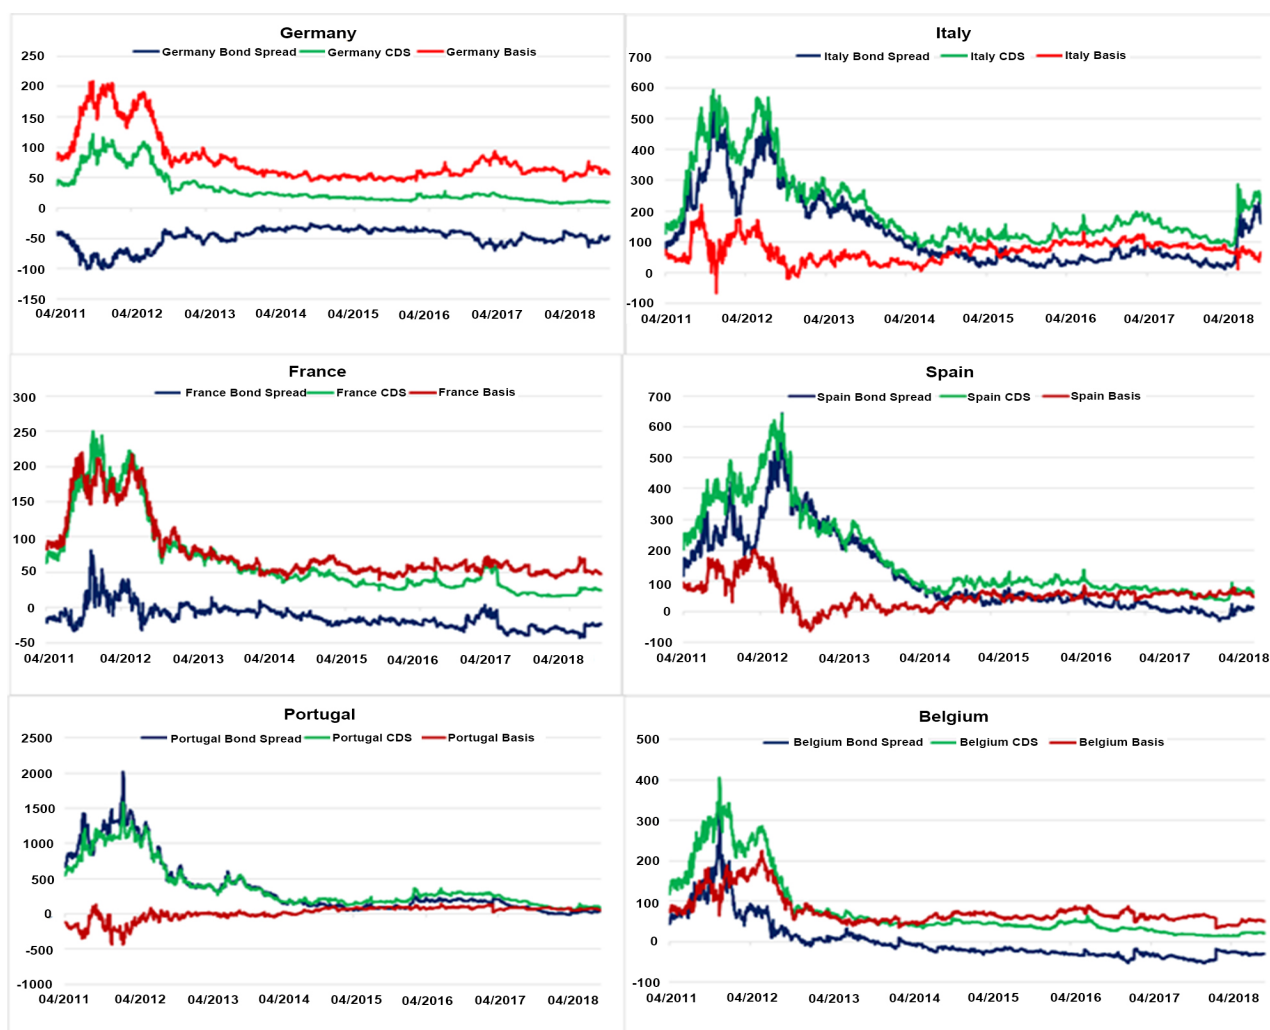 Germany
Germany Bond Spread Germany CDS Germany Basis
250
200
150
100
50
0
-50
-100
-150
04/2011 04/2012 04/2013 04/2014 04/2015 04/2016 04/2017 04/2018
Italy
Italy Bond Spread Italy CDS Italy Basis
700
600
500
400
300
200
100
0
-100
04/2011 04/2012 04/2013 04/2014 04/2015 04/2016 04/2017 04/2018
France
France Bond Spread France CDS France Basis
300
250
200
150
100
50
0
-50
04/2011 04/2012 04/2013 04/2014 04/2015 04/2016 04/2017 04/2018
Spain
Spain Bond Spread Spain CDS Spain Basis
700
600
500
400
300
200
100
0
-100
04/2011 04/2012 04/2013 04/2014 04/2015 04/2016 04/2017 04/2018
Portugal
Portugal Bond Spread Portugal CDS Portugal Basis
2500
2000
1500
1000
500
0
-500
-1000
04/2011 04/2012 04/2013 04/2014 04/2015 04/2016 04/2017 04/2018
Belgium
Belgium Bond Spread Belgium CDS Belgium Basis
500
400
300
200
100
0
-100
04/2011 04/2012 04/2013 04/2014 04/2015 04/2016 04/2017 04/2018